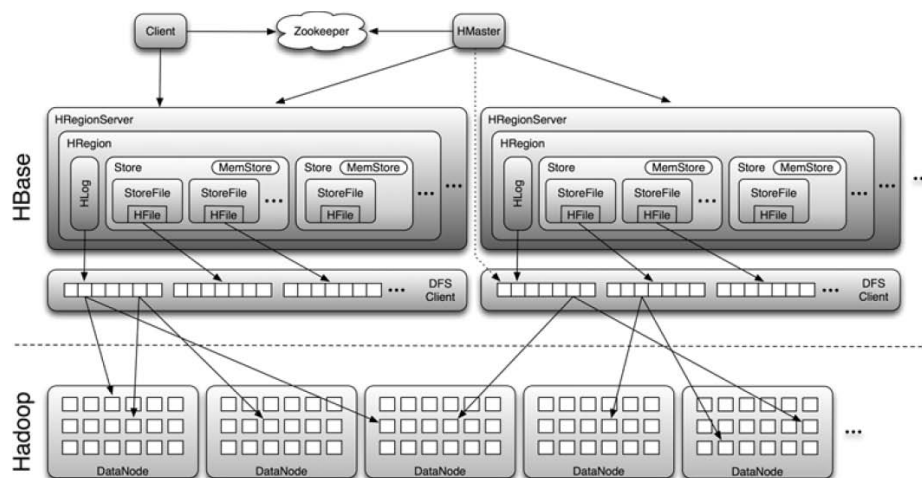 Client
Zookeeper
HMaster
HBase
HRegionServer
HRegion
HLog
Store
MemStore
StoreFile
HFile
StoreFile
HFile
...
Store
MemStore
StoreFile
HFile
...
...
HRegionServer
HRegion
HLog
Store
MemStore
StoreFile
HFile
StoreFile
HFile
...
Store
MemStore
StoreFile
HFile
...
...
...
...
DFS
Client
...
DFS
Client
Hadoop
DataNode
DataNode
DataNode
DataNode
DataNode
...